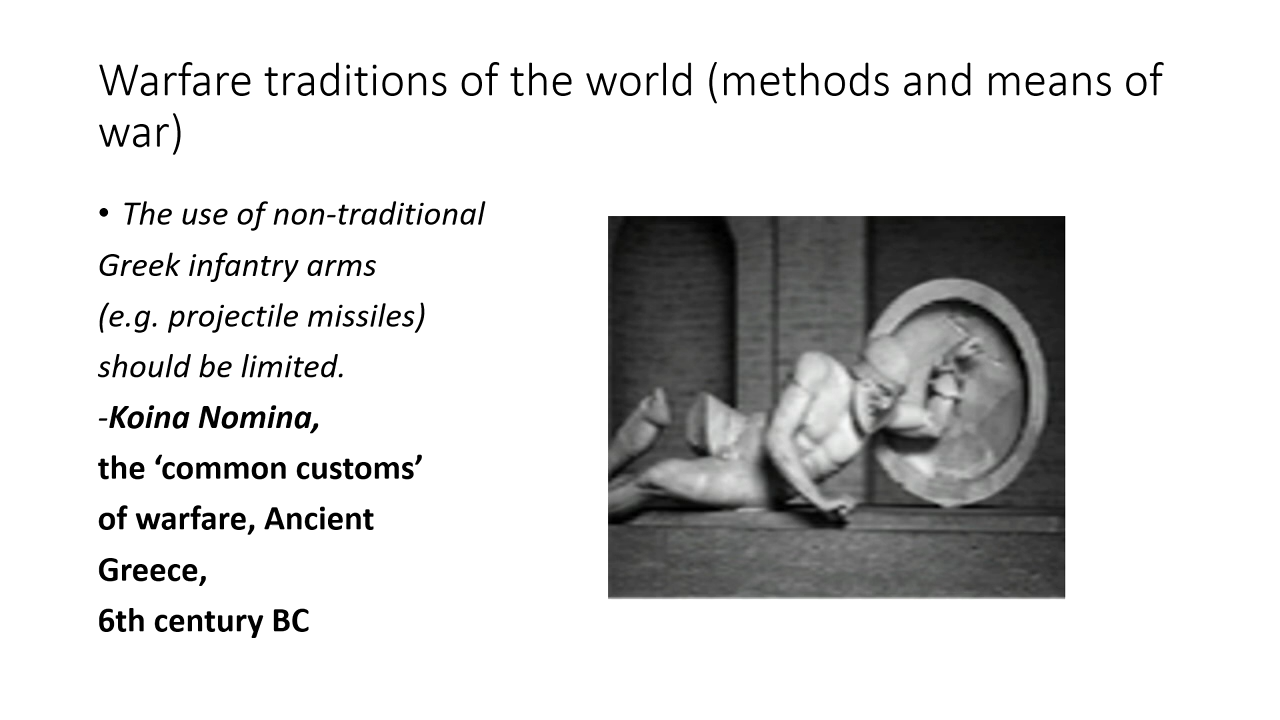 Warfare traditions of the world (methods and means of
war)
• The use of non-traditional
Greek infantry arms
(e.g. projectile missiles)
should be limited.
-Koina Nomina,
the ‘common customs’
of warfare, Ancient
Greece,
6th century BC